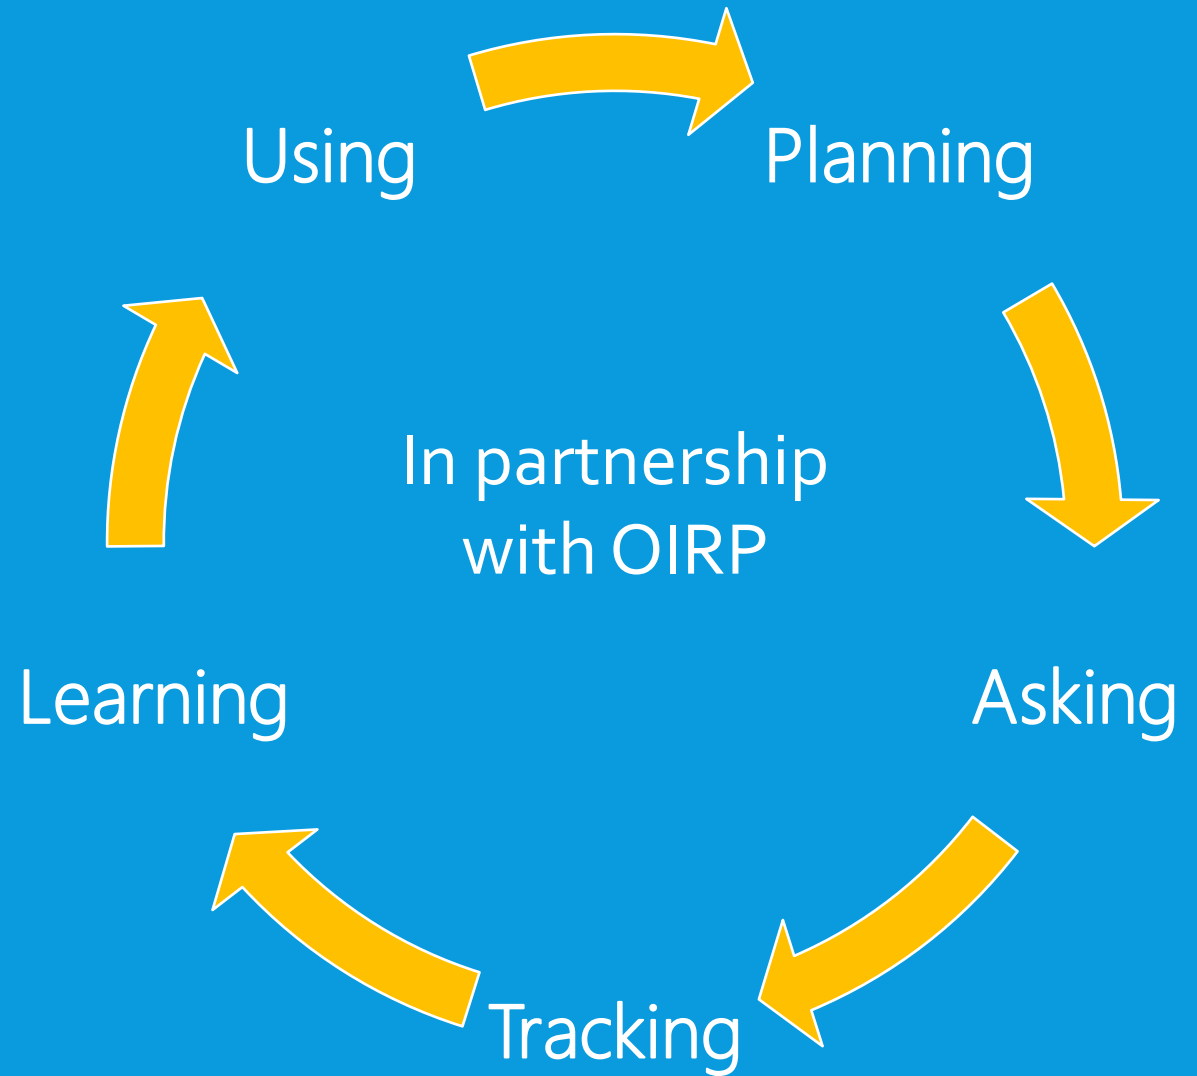 Using
Planning
In partnership
with OIRP
Learning
Asking
Tracking